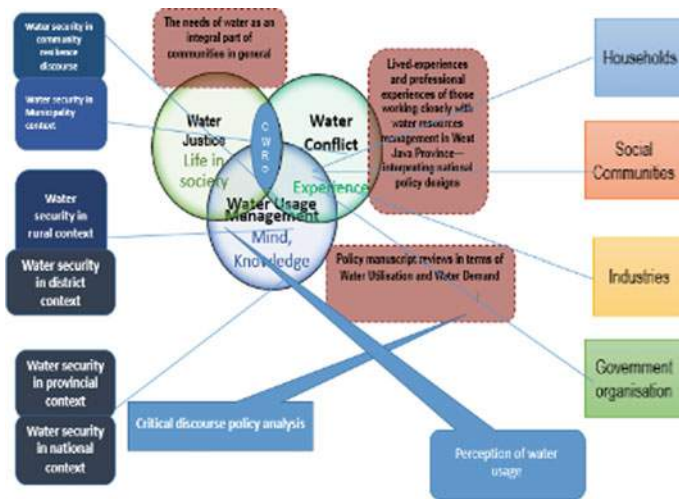 Water security in
community
resilience
discourse
Water security in
Municipality
context
Water
security in
rural context
Water security
in district
context
Water security
in provincial
context
Water security
in national
context
The needs of water as an
integral part of
communities in general
Water
Justice
Life in
society
C
W
R
Water
Conflict
Experience
Water Usage
Management
Mind,
Knowledge
Lived-experiences
and professional
experiences of those
working closely with
water resources
management in West
Java Province—
interpreting national
policy designs
Policy manuscript reviews in terms
of Water Utilisation and Water Demand
Critical discourse policy analysis
Perception of water
usage
Households
Social
Communities
Industries
Government
organisation